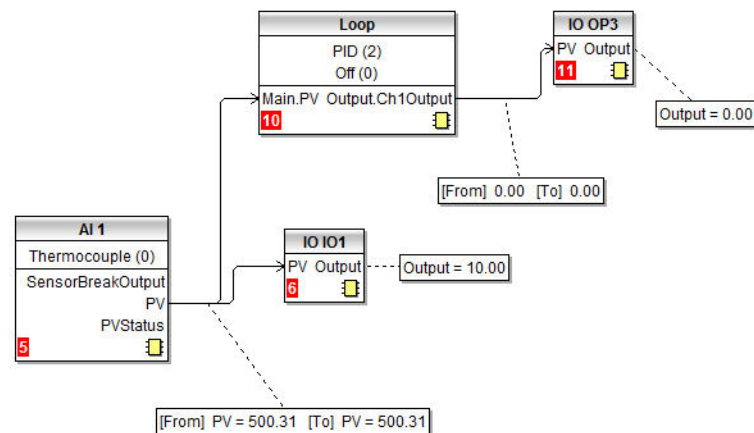 Loop
PID (2)
Off (0)
Main.PV Output.Ch1Output
10
IO OP3
PV Output
11
Output = 0.00
[From] 0.00 [To] 0.00
AI 1
Thermocouple (0)
SensorBreakOutput
PV
PVStatus
5
IO IO1
PV Output
6
Output = 10.00
[From] PV = 500.31 [To] PV = 500.31